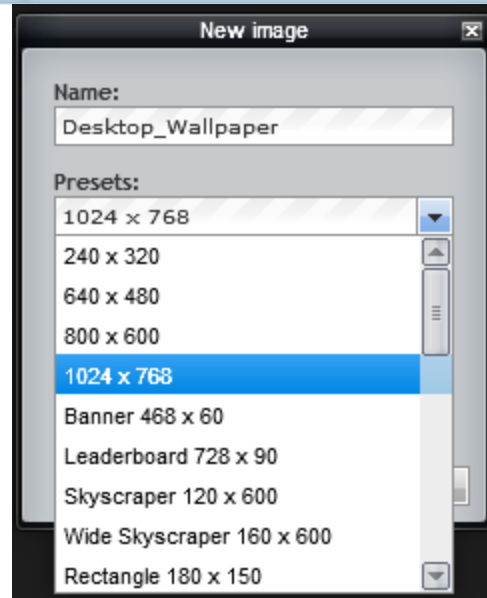 New image
Name:
Desktop_Wallpaper
Presets:
1024 x 768
240 x 320
640 x 480
800 x 600
1024 x 768
Banner 468 x 60
Leaderboard 728 x 90
Skyscraper 120 x 600
Wide Skyscraper 160 x 600
Rectangle 180 x 150